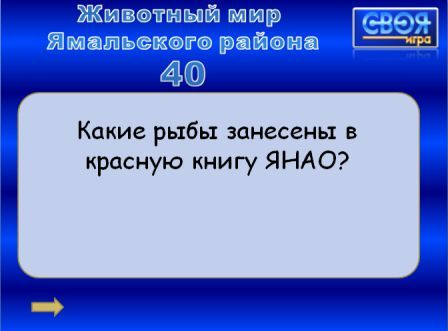 Животный мир
Ямальского района
40
СВОЯ
игра
Какие рыбы занесены в
красную книгу ЯНАО?